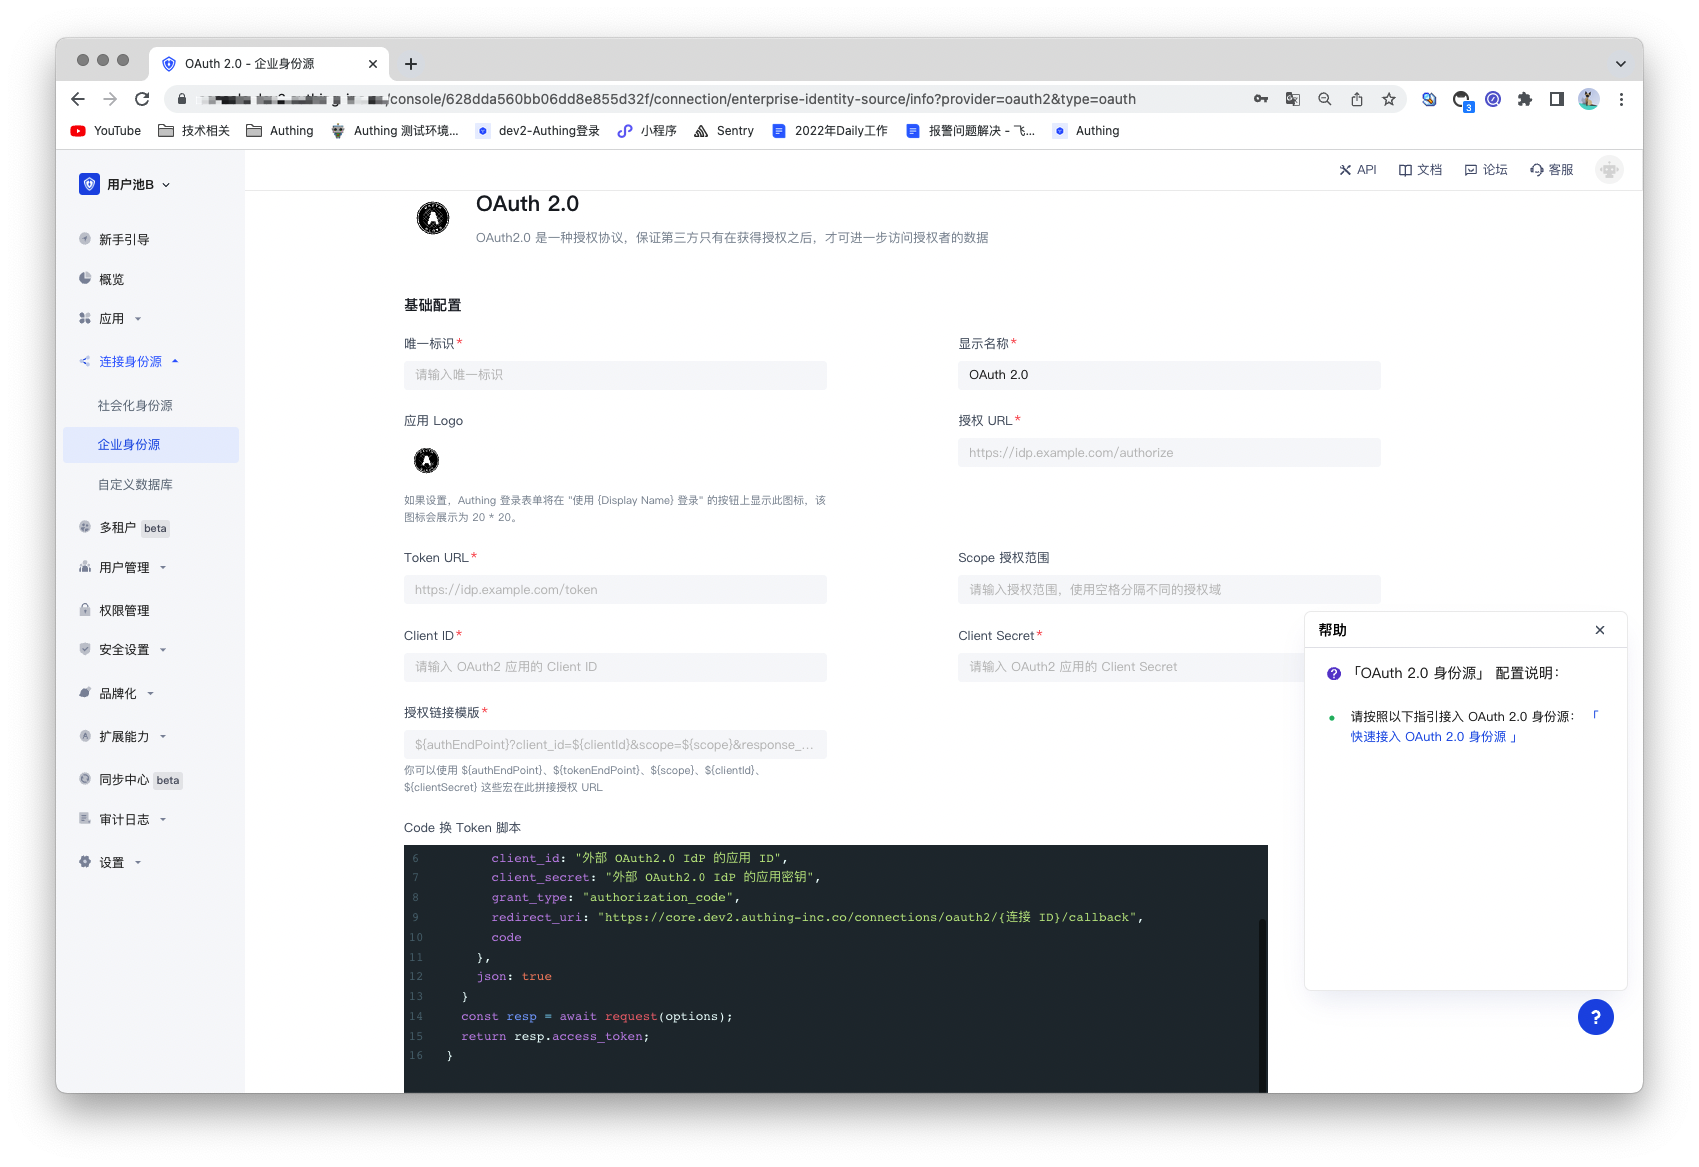 OAuth 2.0 - 企业身份源
/console/628dda560bb06dd8e855d32f/connection/enterprise-identity-source/info?provider=oauth2&type=oauth
3
YouTube
技术相关
Authing
Authing 测试环境...
dev2-Authing登录
小程序
Sentry
2022年Daily工作
报警问题解决 - 飞...
Authing
用户池B
API
文档
论坛
客服
新手引导
概览
应用
连接身份源
社会化身份源
企业身份源
自定义数据库
多租户 beta
用户管理
权限管理
安全设置
品牌化
扩展能力
同步中心 beta
审计日志
设置
OAuth 2.0
OAuth2.0 是一种授权协议，保证第三方只有在获得授权之后，才可进一步访问授权者的数据
基础配置
唯一标识*
请输入唯一标识
显示名称*
OAuth 2.0
应用 Logo
如果设置，Authing 登录表单将在 "使用 {Display Name} 登录" 的按钮上显示此图标，该
图标会展示为 20 * 20。
授权 URL*
https://idp.example.com/authorize
Token URL*
https://idp.example.com/token
Scope 授权范围
请输入授权范围，使用空格分隔不同的授权域
Client ID*
请输入 OAuth2 应用的 Client ID
Client Secret*
请输入 OAuth2 应用的 Client Secret
授权链接模版*
${authEndPoint}?client_id=${clientId}&scope=${scope}&response_...
你可以使用 ${authEndPoint}、${tokenEndPoint}、${scope}、${clientId}、
${clientSecret} 这些宏在此拼接授权 URL
Code 换 Token 脚本
6 client_id: "外部 OAuth2.0 IdP 的应用 ID",
7 client_secret: "外部 OAuth2.0 IdP 的应用密钥",
8 grant_type: "authorization_code",
9 redirect_uri: "https://core.dev2.authing-inc.co/connections/oauth2/{连接 ID}/callback",
10 code
11 },
12 json: true
13 }
14 const resp = await request(options);
15 return resp.access_token;
16 }
帮助
「OAuth 2.0 身份源」 配置说明：
请按照以下指引接入 OAuth 2.0 身份源：「
快速接入 OAuth 2.0 身份源 」
?